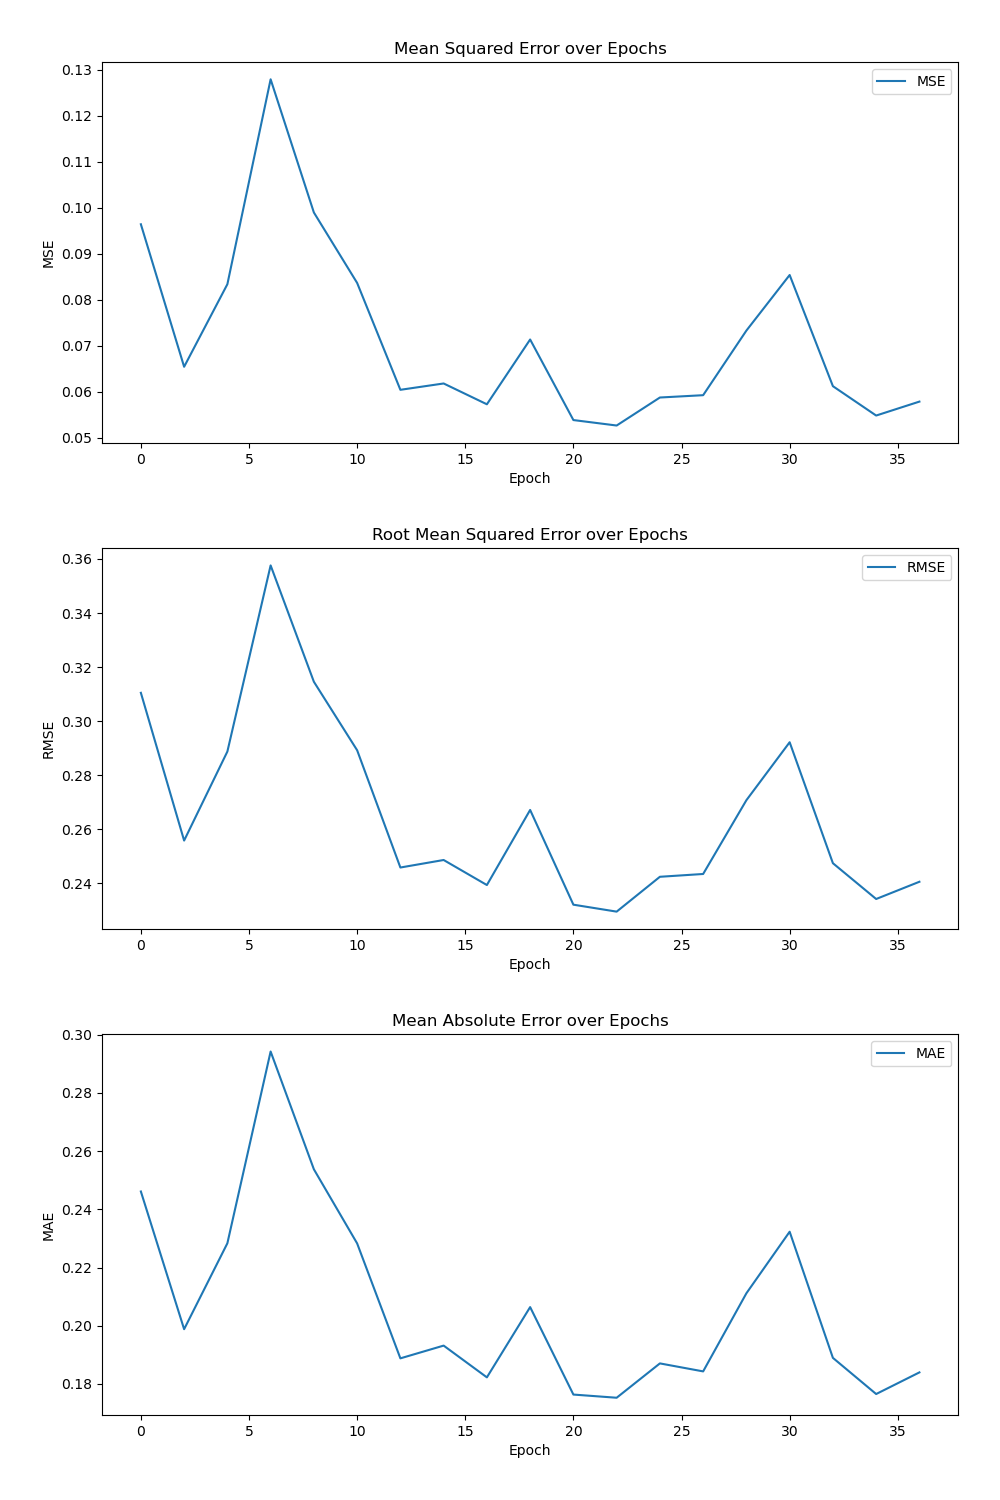 Mean Squared Error over Epochs
0.13
0.12
0.11
0.10
0.09
0.08
0.07
0.06
0.05
MSE
MSE
0 5 10 15 20 25 30 35
Epoch
Root Mean Squared Error over Epochs
0.36
0.34
0.32
0.30
0.28
0.26
0.24
RMSE
RMSE
0 5 10 15 20 25 30 35
Epoch
Mean Absolute Error over Epochs
0.30
0.28
0.26
0.24
0.22
0.20
0.18
MAE
MAE
0 5 10 15 20 25 30 35
Epoch